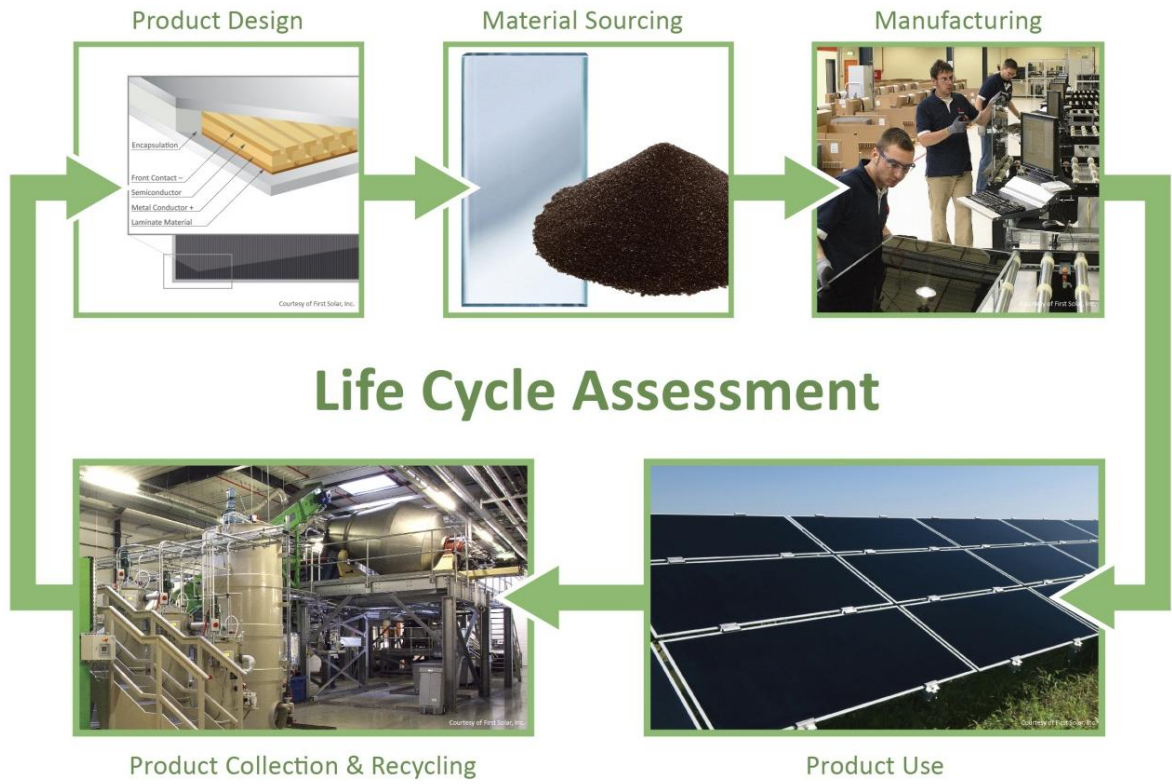 Product Design
Material Sourcing
Manufacturing
Encapsulation
Front Contact –
Semiconductor
Metal Conductor +
Laminate Material
Courtesy of First Solar, Inc.
Courtesy of First Solar, Inc.
Life Cycle Assessment
Courtesy of First Solar, Inc.
Courtesy of First Solar, Inc.
Product Collection & Recycling
Product Use